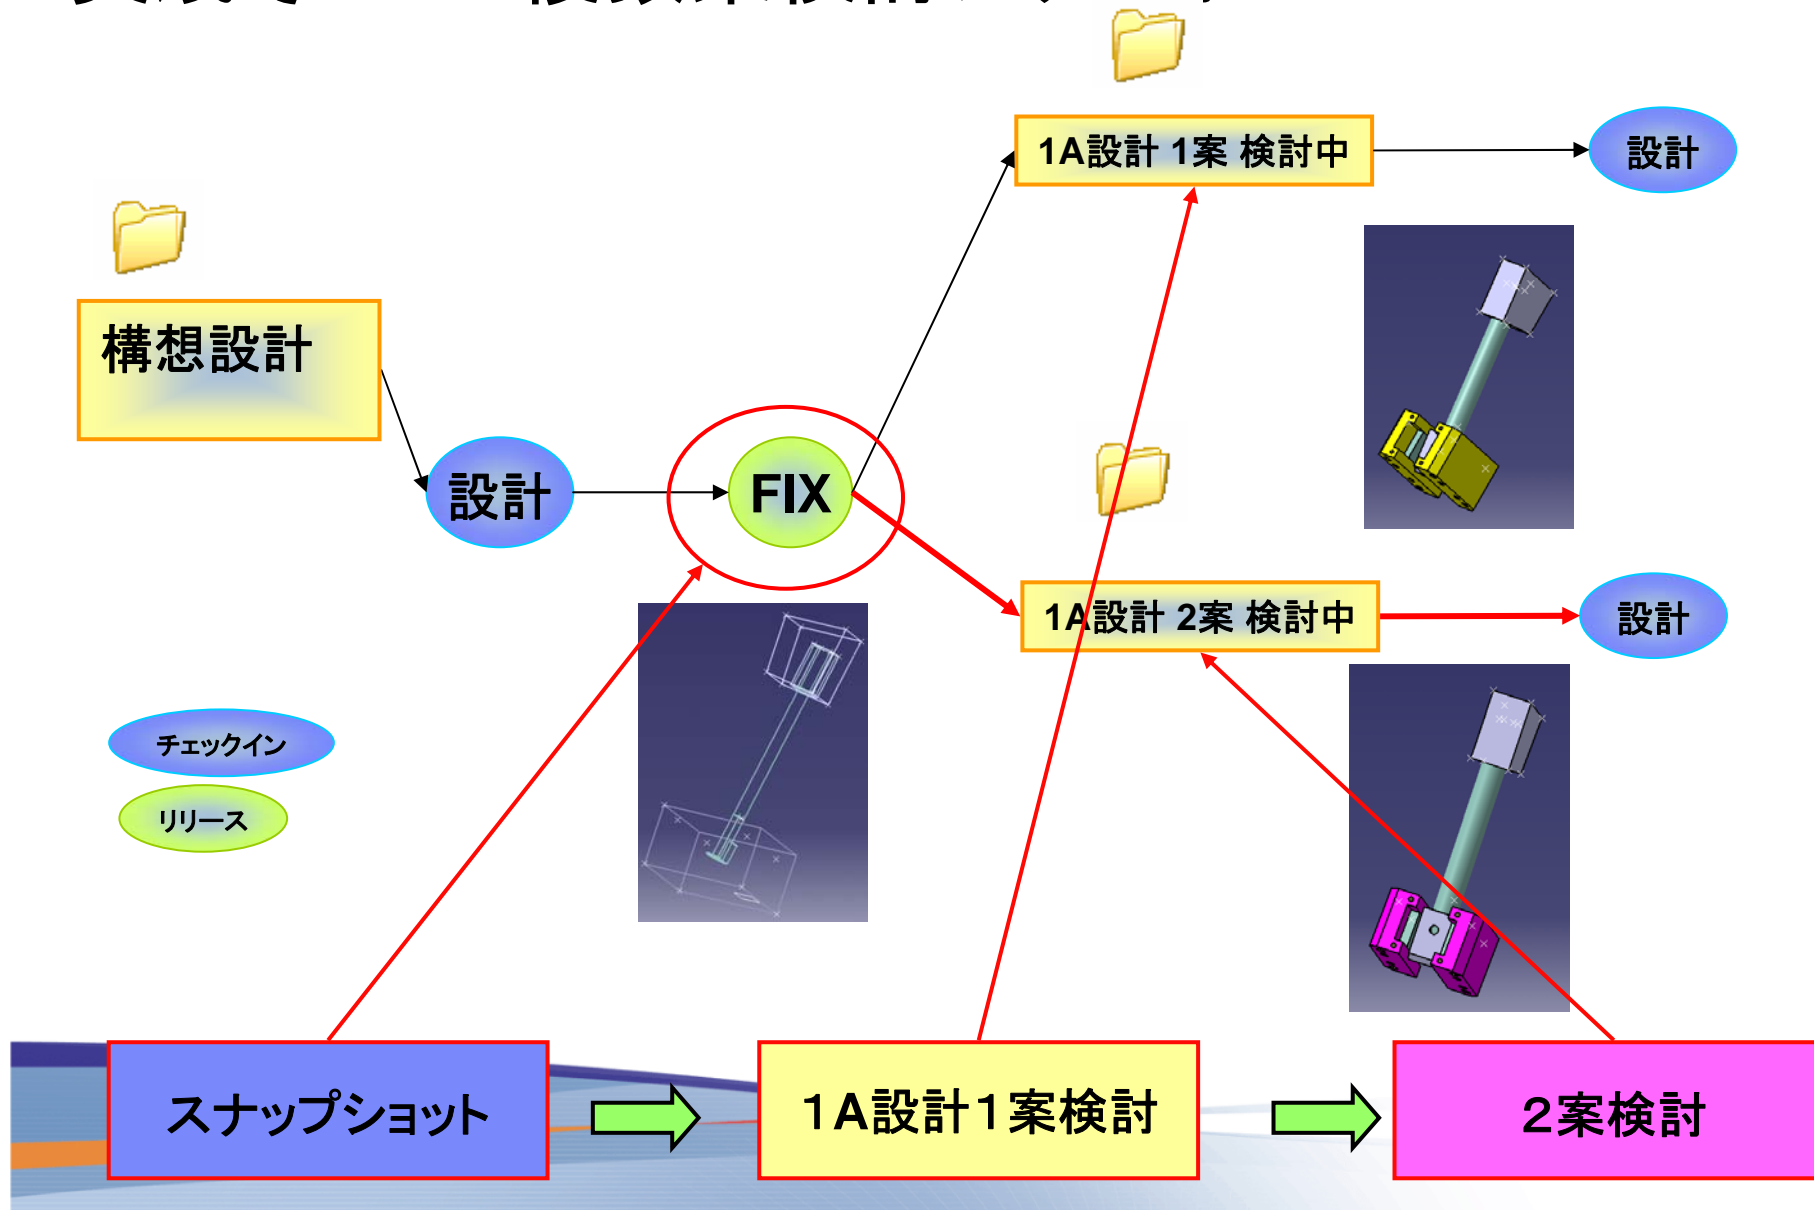 1A設計 1案 検討中
設計
構想設計
設計
FIX
1A設計 2案 検討中
設計
チェックイン
リリース
スナップショット
１A設計１案検討
２案検討